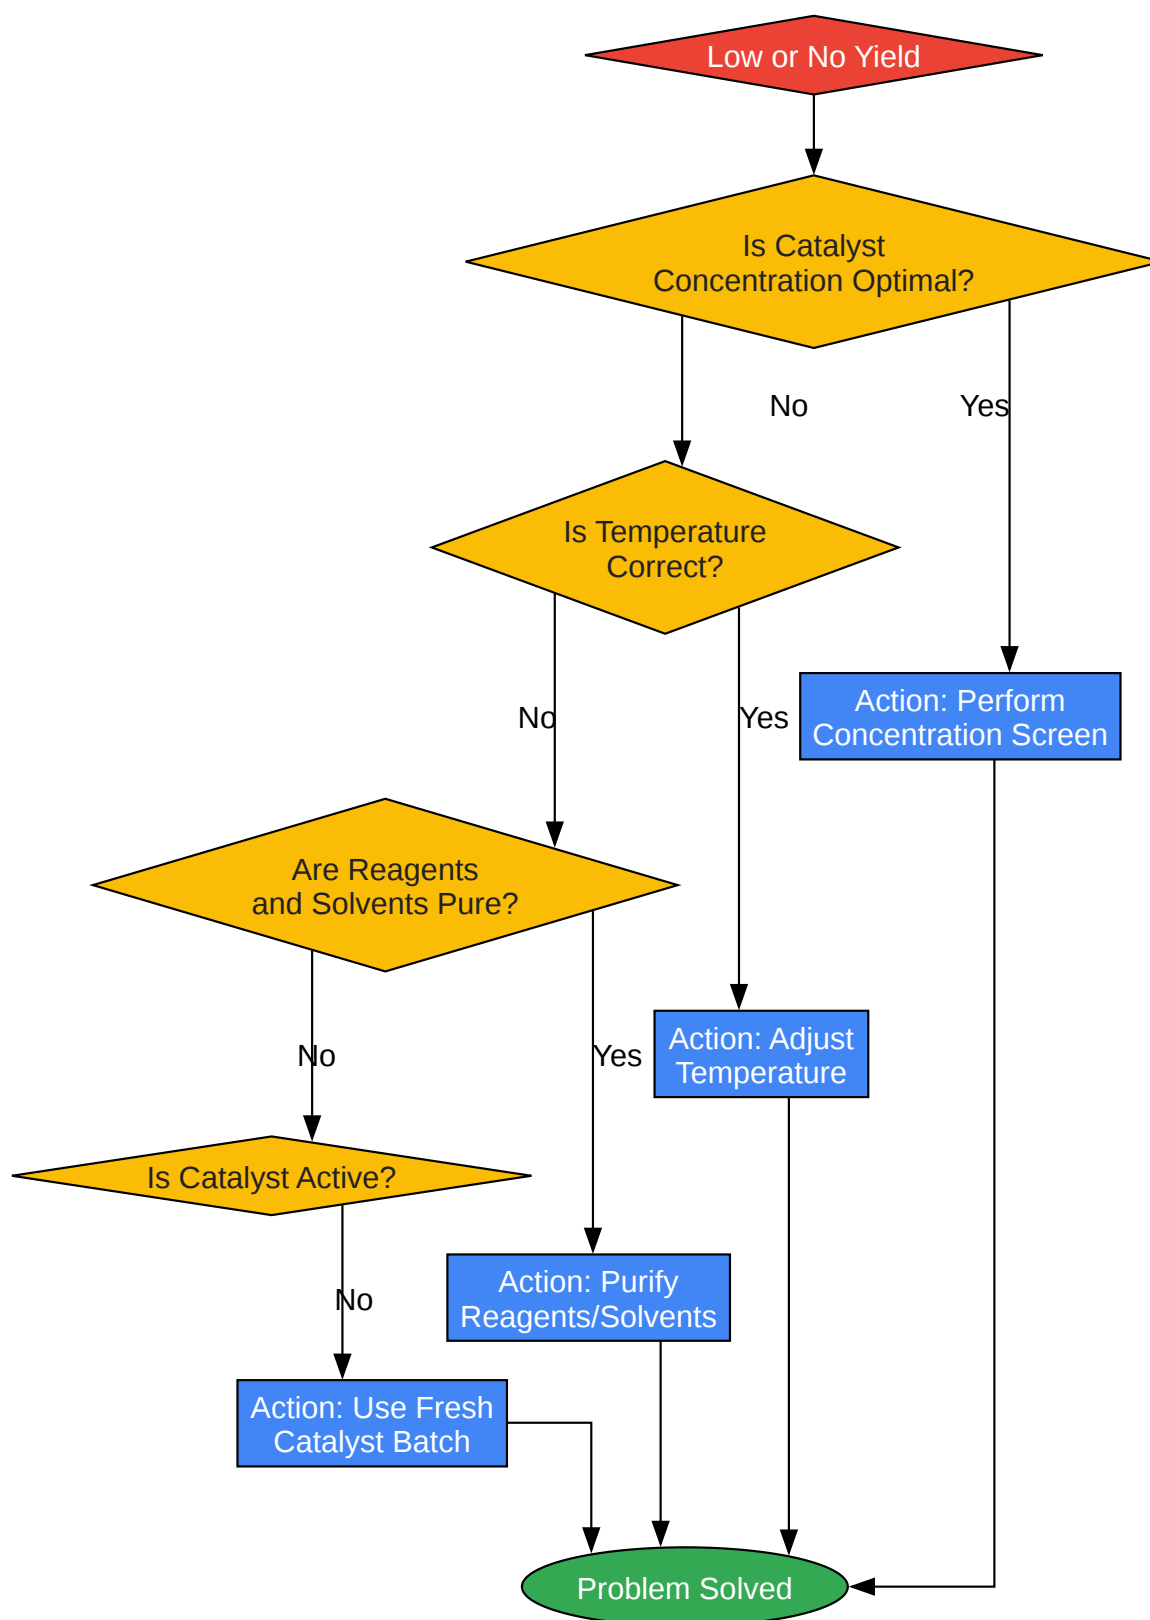 Low or No Yield
Is Catalyst
Concentration Optimal?
No
Yes
Is Temperature
Correct?
No
Yes
Action: Perform
Concentration Screen
Are Reagents
and Solvents Pure?
No
Yes
Action: Adjust
Temperature
Is Catalyst Active?
No
Action: Purify
Reagents/Solvents
Action: Use Fresh
Catalyst Batch
Problem Solved